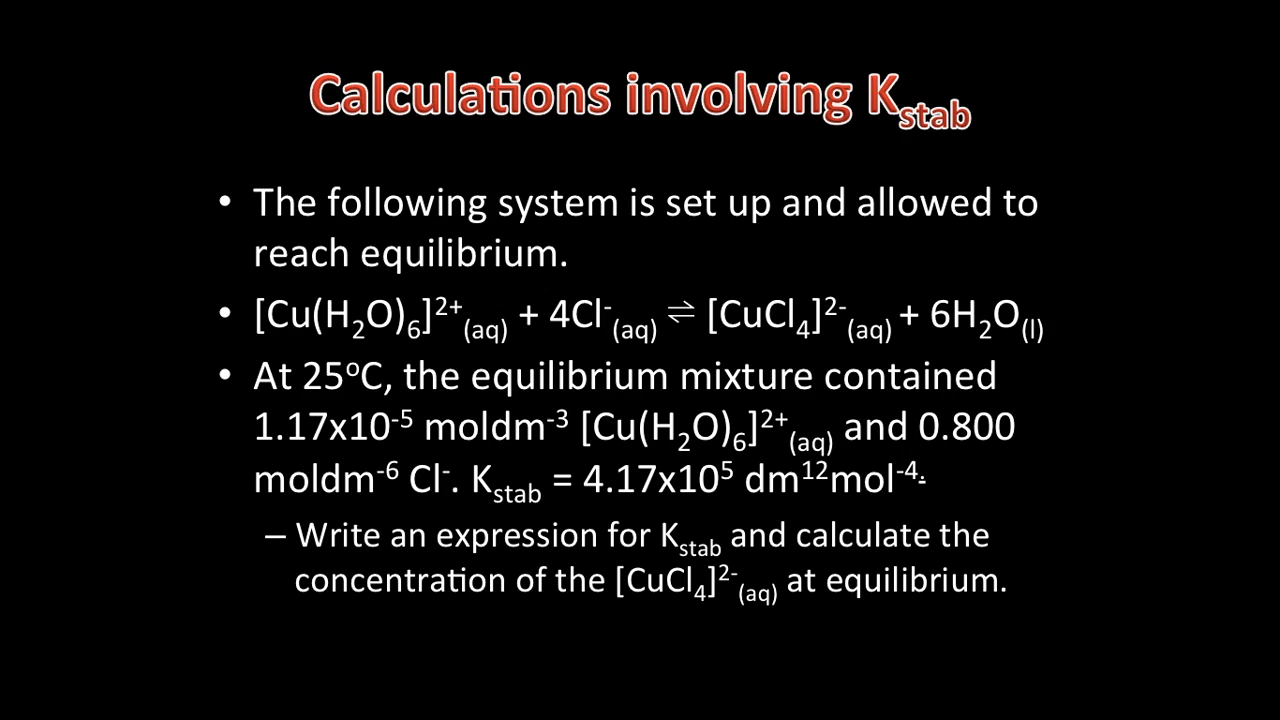 Calculations involving K_stab
• The following system is set up and allowed to
reach equilibrium.
• [Cu(H₂O)₆]²⁺₍aq₎ + 4Cl⁻₍aq₎ ⇌ [CuCl₄]²⁻₍aq₎ + 6H₂O₍l₎
• At 25ºC, the equilibrium mixture contained
1.17x10⁻⁵ moldm⁻³ [Cu(H₂O)₆]²⁺₍aq₎ and 0.800
moldm⁻⁶ Cl⁻. K_stab = 4.17x10⁵ dm¹²mol⁻⁴·
– Write an expression for K_stab and calculate the
concentration of the [CuCl₄]²⁻₍aq₎ at equilibrium.